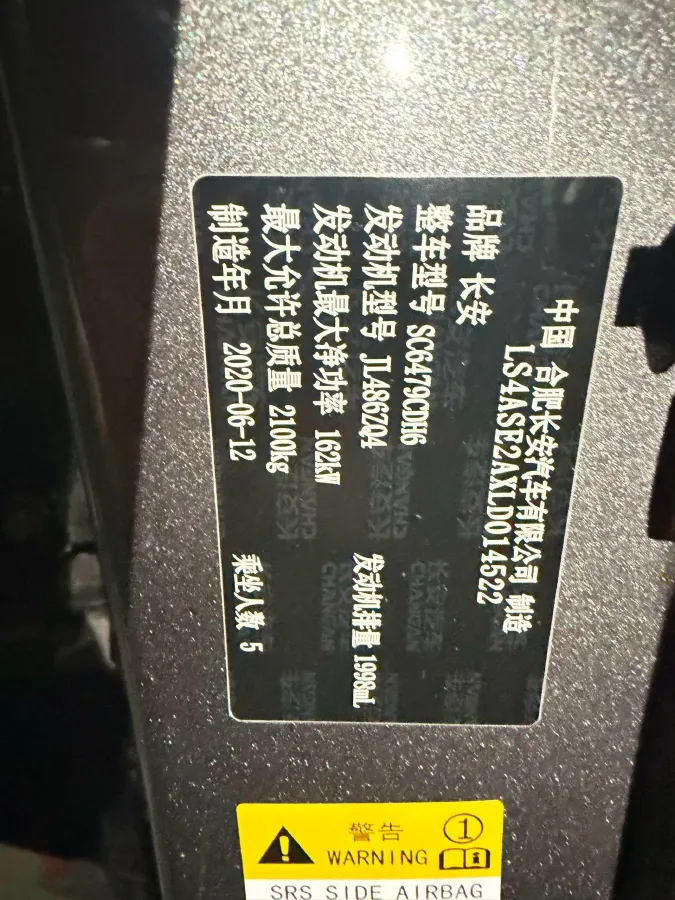 中国 合肥长安汽车有限公司 制造
LS4ASE2AXLD014522
品牌 长安
整车型号 SC6479CDH6
发动机型号 JL486ZQ4 发动机排量 1998mL
发动机最大净功率 162kW
最大允许总质量 2100kg
制造年月 2020-06-12 乘坐人数 5
警告
WARNING
1
SRS SIDE AIRBAG